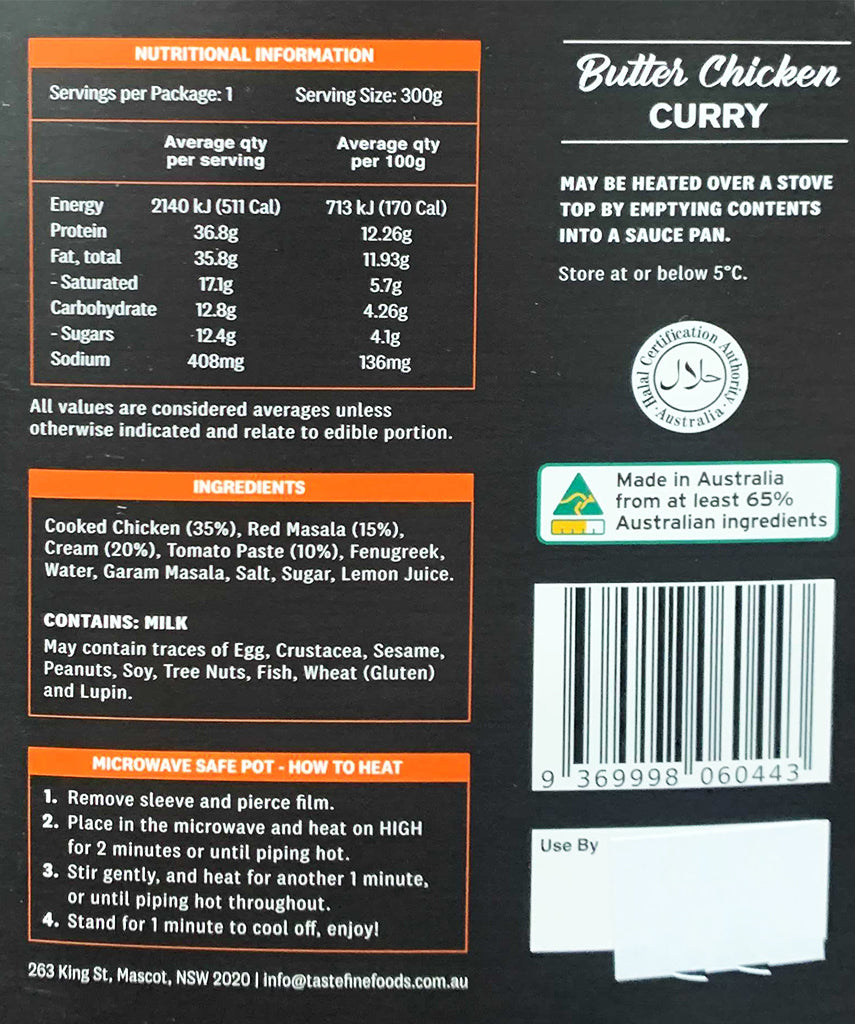 NUTRITIONAL INFORMATION
Servings per Package: 1 Serving Size: 300g
Average qty per serving Average qty per 100g
Energy 2140 kJ (511 Cal) 713 kJ (170 Cal)
Protein 36.8g 12.26g
Fat, total 35.8g 11.93g
- Saturated 17.1g 5.7g
Carbohydrate 12.8g 4.26g
- Sugars 12.4g 4.1g
Sodium 408mg 136mg
All values are considered averages unless
otherwise indicated and relate to edible portion.
INGREDIENTS
Cooked Chicken (35%), Red Masala (15%),
Cream (20%), Tomato Paste (10%), Fenugreek,
Water, Garam Masala, Salt, Sugar, Lemon Juice.
CONTAINS: MILK
May contain traces of Egg, Crustacea, Sesame,
Peanuts, Soy, Tree Nuts, Fish, Wheat (Gluten)
and Lupin.
MICROWAVE SAFE POT - HOW TO HEAT
1. Remove sleeve and pierce film.
2. Place in the microwave and heat on HIGH
for 2 minutes or until piping hot.
3. Stir gently, and heat for another 1 minute,
or until piping hot throughout.
4. Stand for 1 minute to cool off, enjoy!
263 King St, Mascot, NSW 2020 | info@tastefinefoods.com.au
Butter Chicken
CURRY
MAY BE HEATED OVER A STOVE
TOP BY EMPTYING CONTENTS
INTO A SAUCE PAN.
Store at or below 5°C.
Halal Certification Authority
حلال
· Australia ·
Made in Australia
from at least 65%
Australian ingredients
9 369998 060443
Use By